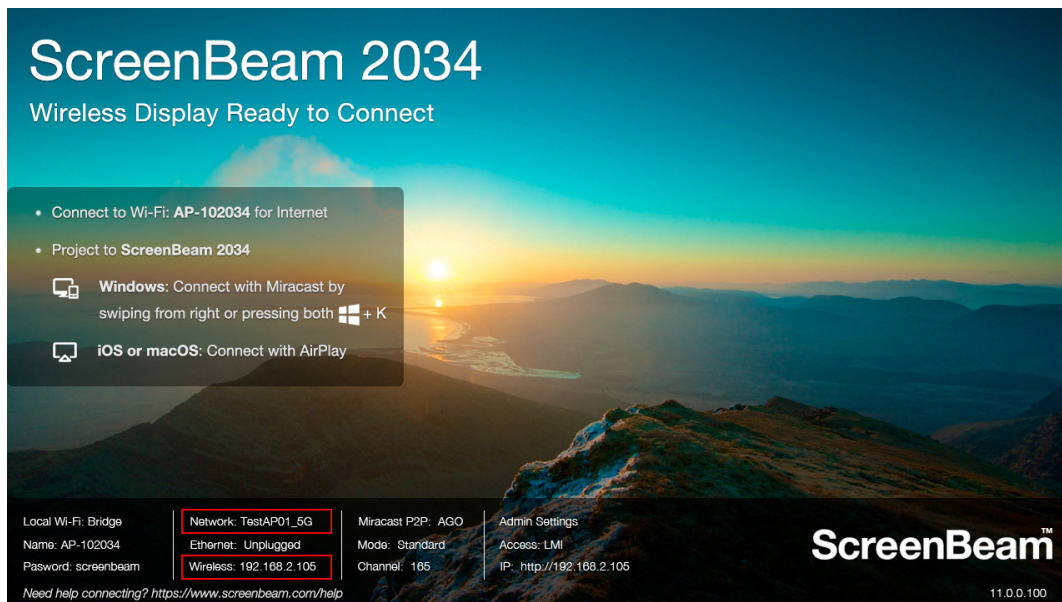 ScreenBeam 2034
Wireless Display Ready to Connect
• Connect to Wi-Fi: AP-102034 for Internet
• Project to ScreenBeam 2034
Windows: Connect with Miracast by
swiping from right or pressing both + K
iOS or macOS: Connect with AirPlay
Local Wi-Fi: Bridge
Name: AP-102034
Pasword: screenbeam
Network: TestAP01_5G
Ethernet: Unplugged
Wireless: 192.168.2.105
Miracast P2P: AGO
Mode: Standard
Channel: 165
Admin Settings
Access: LMI
IP: http://192.168.2.105
ScreenBeam™
Need help connecting? https://www.screenbeam.com/help
11.0.0.100